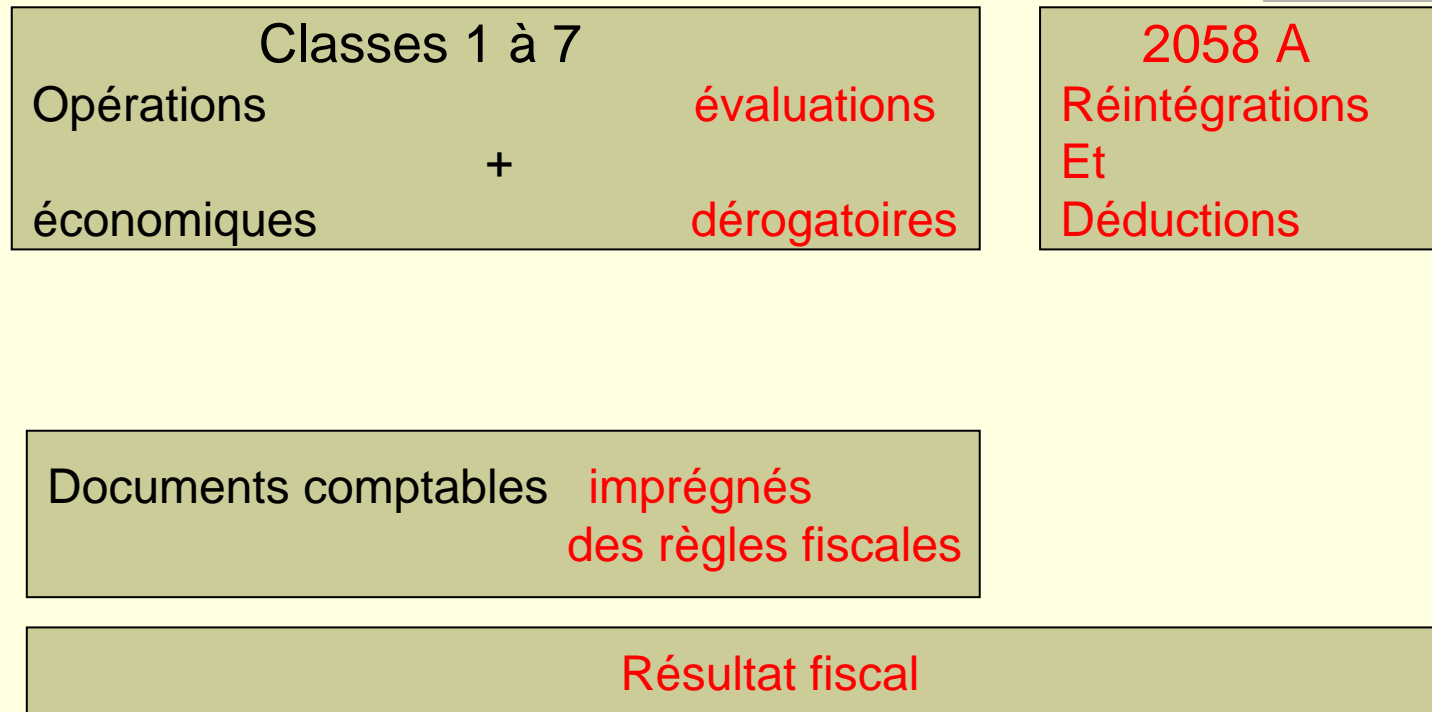 Classes 1 à 7
Opérations évaluations
+
économiques dérogatoires
2058 A
Réintégrations
Et
Déductions
Documents comptables imprégnés
des règles fiscales
Résultat fiscal